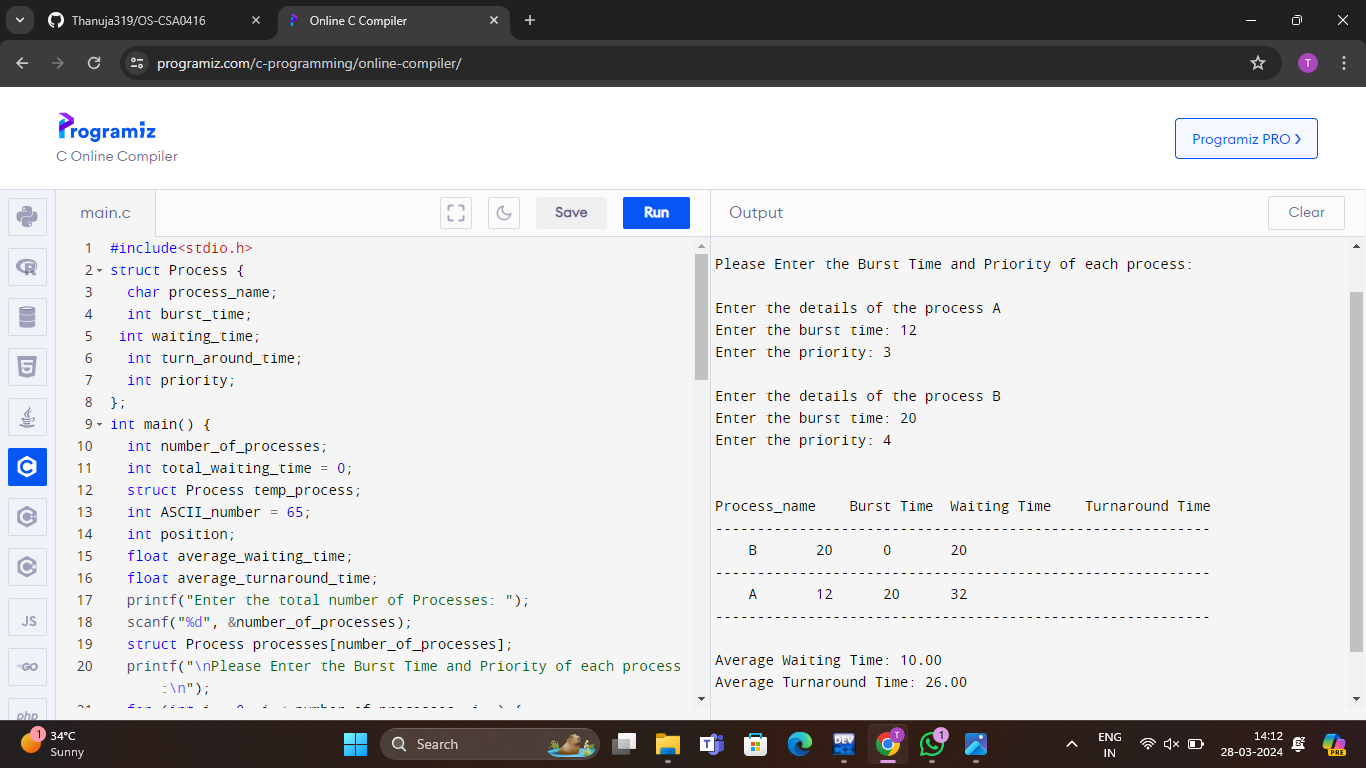 Thanuja319/OS-CSA0416
Online C Compiler
programiz.com/c-programming/online-compiler/
T
Programiz
C Online Compiler
Programiz PRO
main.c
Save
Run
Output
Clear
1 #include<stdio.h>
2 struct Process {
3 char process_name;
4 int burst_time;
5 int waiting_time;
6 int turn_around_time;
7 int priority;
8 };
9 int main() {
10 int number_of_processes;
11 int total_waiting_time = 0;
12 struct Process temp_process;
13 int ASCII_number = 65;
14 int position;
15 float average_waiting_time;
16 float average_turnaround_time;
17 printf("Enter the total number of Processes: ");
18 scanf("%d", &number_of_processes);
19 struct Process processes[number_of_processes];
20 printf("\nPlease Enter the Burst Time and Priority of each process
:\n");
Please Enter the Burst Time and Priority of each process:
Enter the details of the process A
Enter the burst time: 12
Enter the priority: 3
Enter the details of the process B
Enter the burst time: 20
Enter the priority: 4
Process_name Burst Time Waiting Time Turnaround Time
-----------------------------------------------------------
B 20 0 20
-----------------------------------------------------------
A 12 20 32
-----------------------------------------------------------
Average Waiting Time: 10.00
Average Turnaround Time: 26.00
JS
GO
php
1
34°C
Sunny
Search
DEV
T
1
ENG
IN
14:12
28-03-2024
PRE